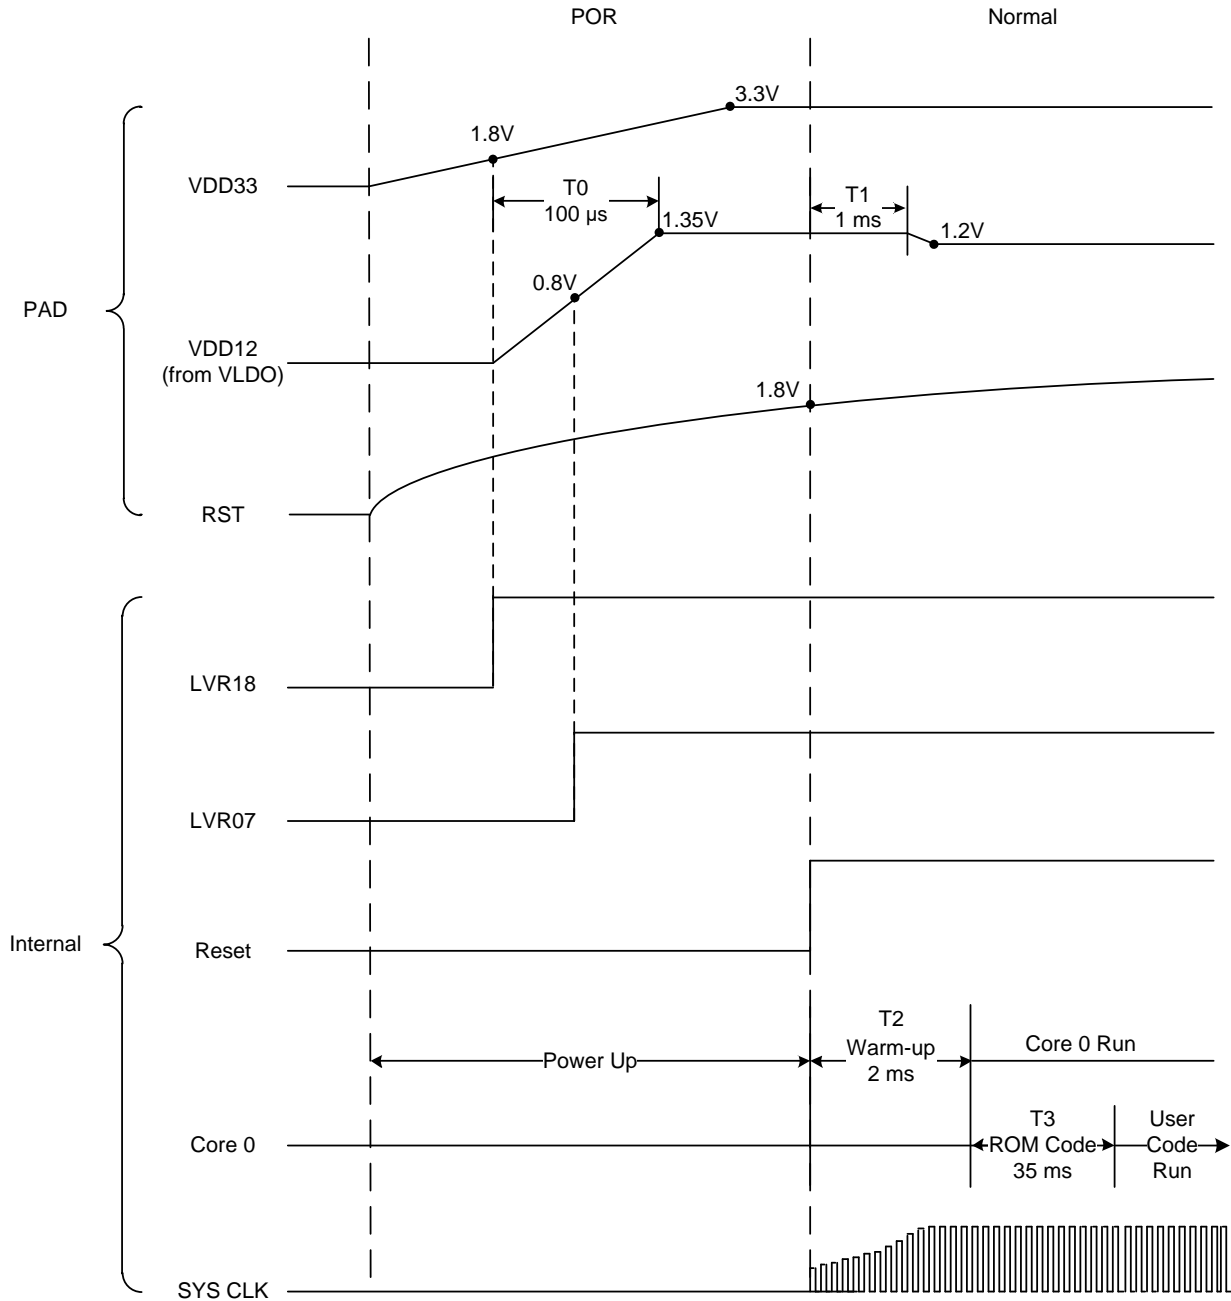 POR
Normal
3.3V
1.8V
VDD33
T0
100 µs
T1
1 ms
1.35V
1.2V
0.8V
PAD
VDD12
(from VLDO)
1.8V
RST
LVR18
LVR07
Internal
Reset
T2
Warm-up
2 ms
Core 0 Run
Power Up
T3
ROM Code
35 ms
User
Code
Run
Core 0
SYS CLK